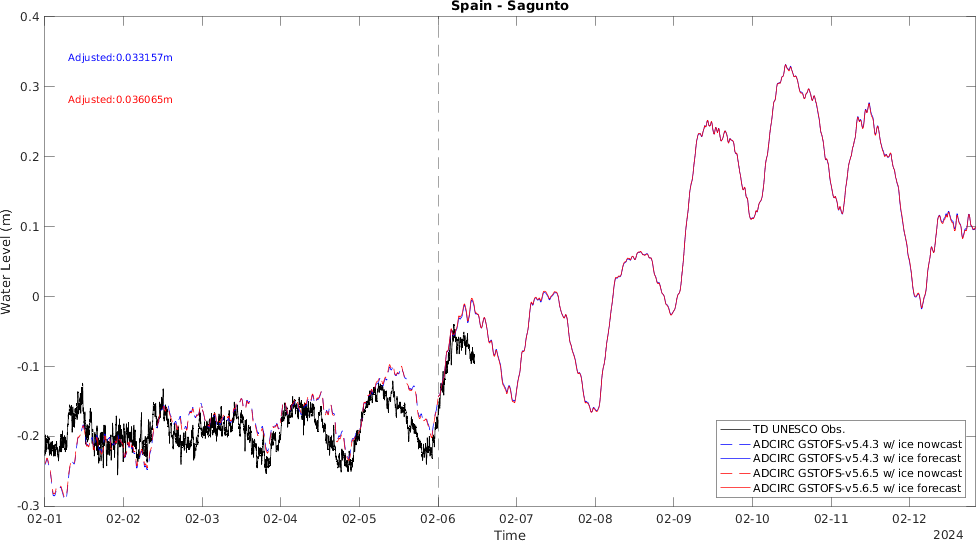 Spain - Sagunto
0.4
0.3
0.2
0.1
0
-0.1
-0.2
-0.3
Water Level (m)
Adjusted:0.033157m
Adjusted:0.036065m
TD UNESCO Obs.
ADCIRC GSTOFS-v5.4.3 w/ ice nowcast
ADCIRC GSTOFS-v5.4.3 w/ ice forecast
ADCIRC GSTOFS-v5.6.5 w/ ice nowcast
ADCIRC GSTOFS-v5.6.5 w/ ice forecast
02-01 02-02 02-03 02-04 02-05 02-06 02-07 02-08 02-09 02-10 02-11 02-12
Time
2024